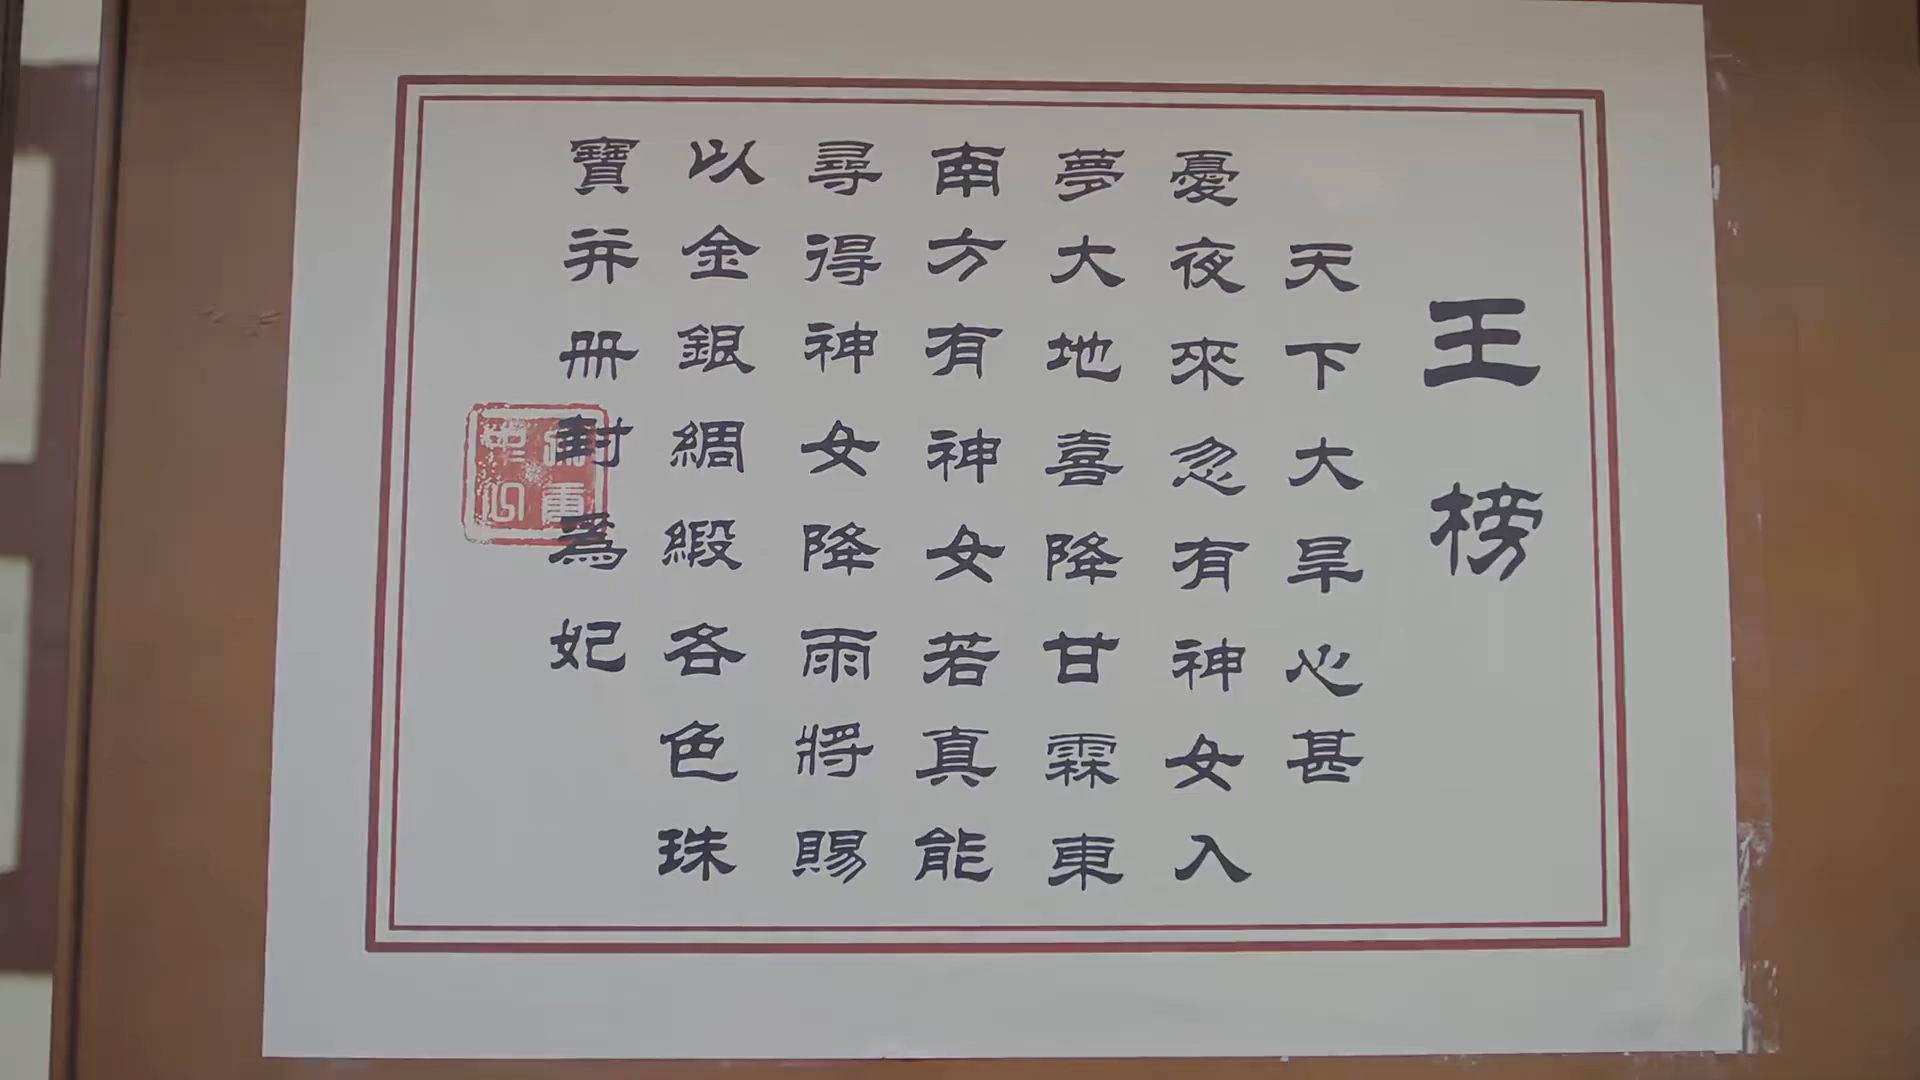 王榜
天下大旱心甚
憂夜來忽有神女入
夢大地喜降甘霖東
南方有神女若真能
尋得神女降雨將賜
以金銀綢緞各色珠
寶并冊封爲妃